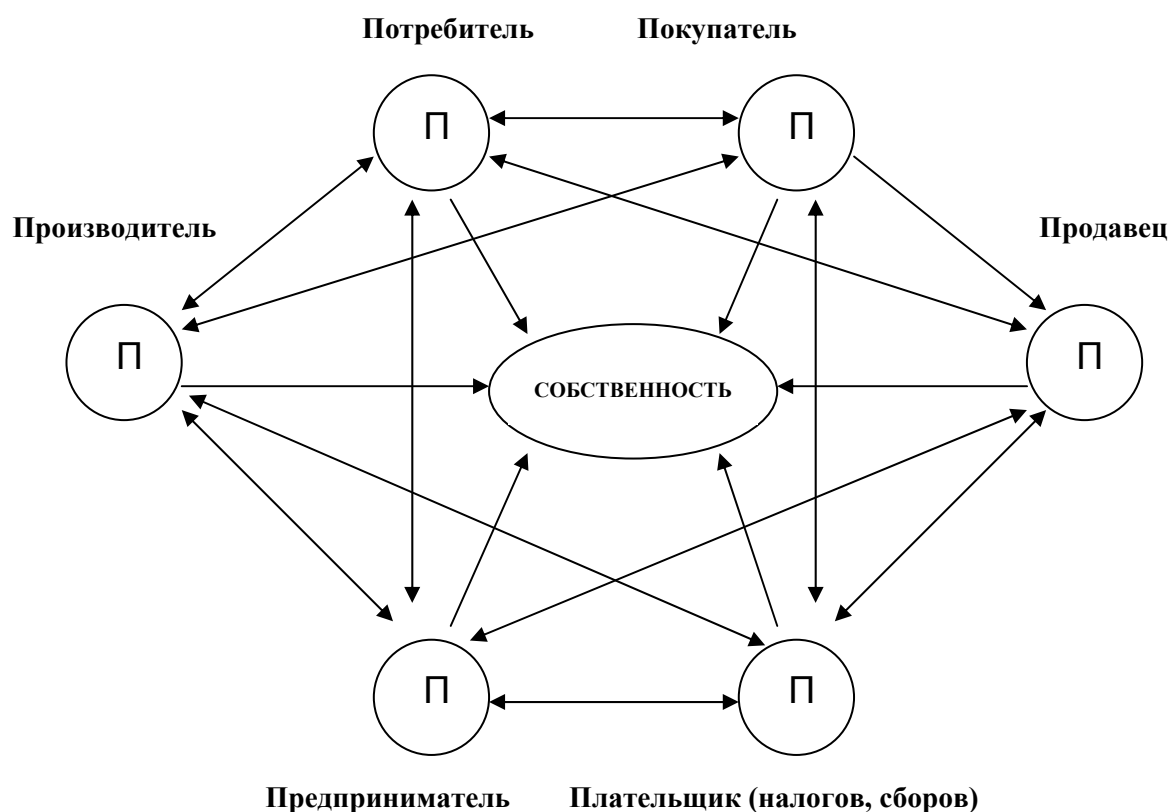 Потребитель Покупатель
П П
Производитель Продавец
П П
СОБСТВЕННОСТЬ
П П
Предприниматель Плательщик (налогов, сборов)